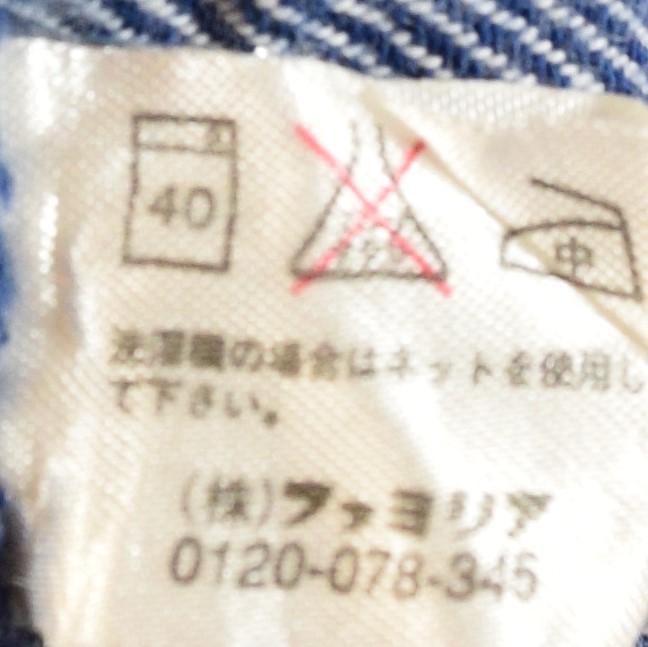 40
中
洗濯機の場合はネットを使用し
て下さい。
(株)ファミリア
0120-078-345